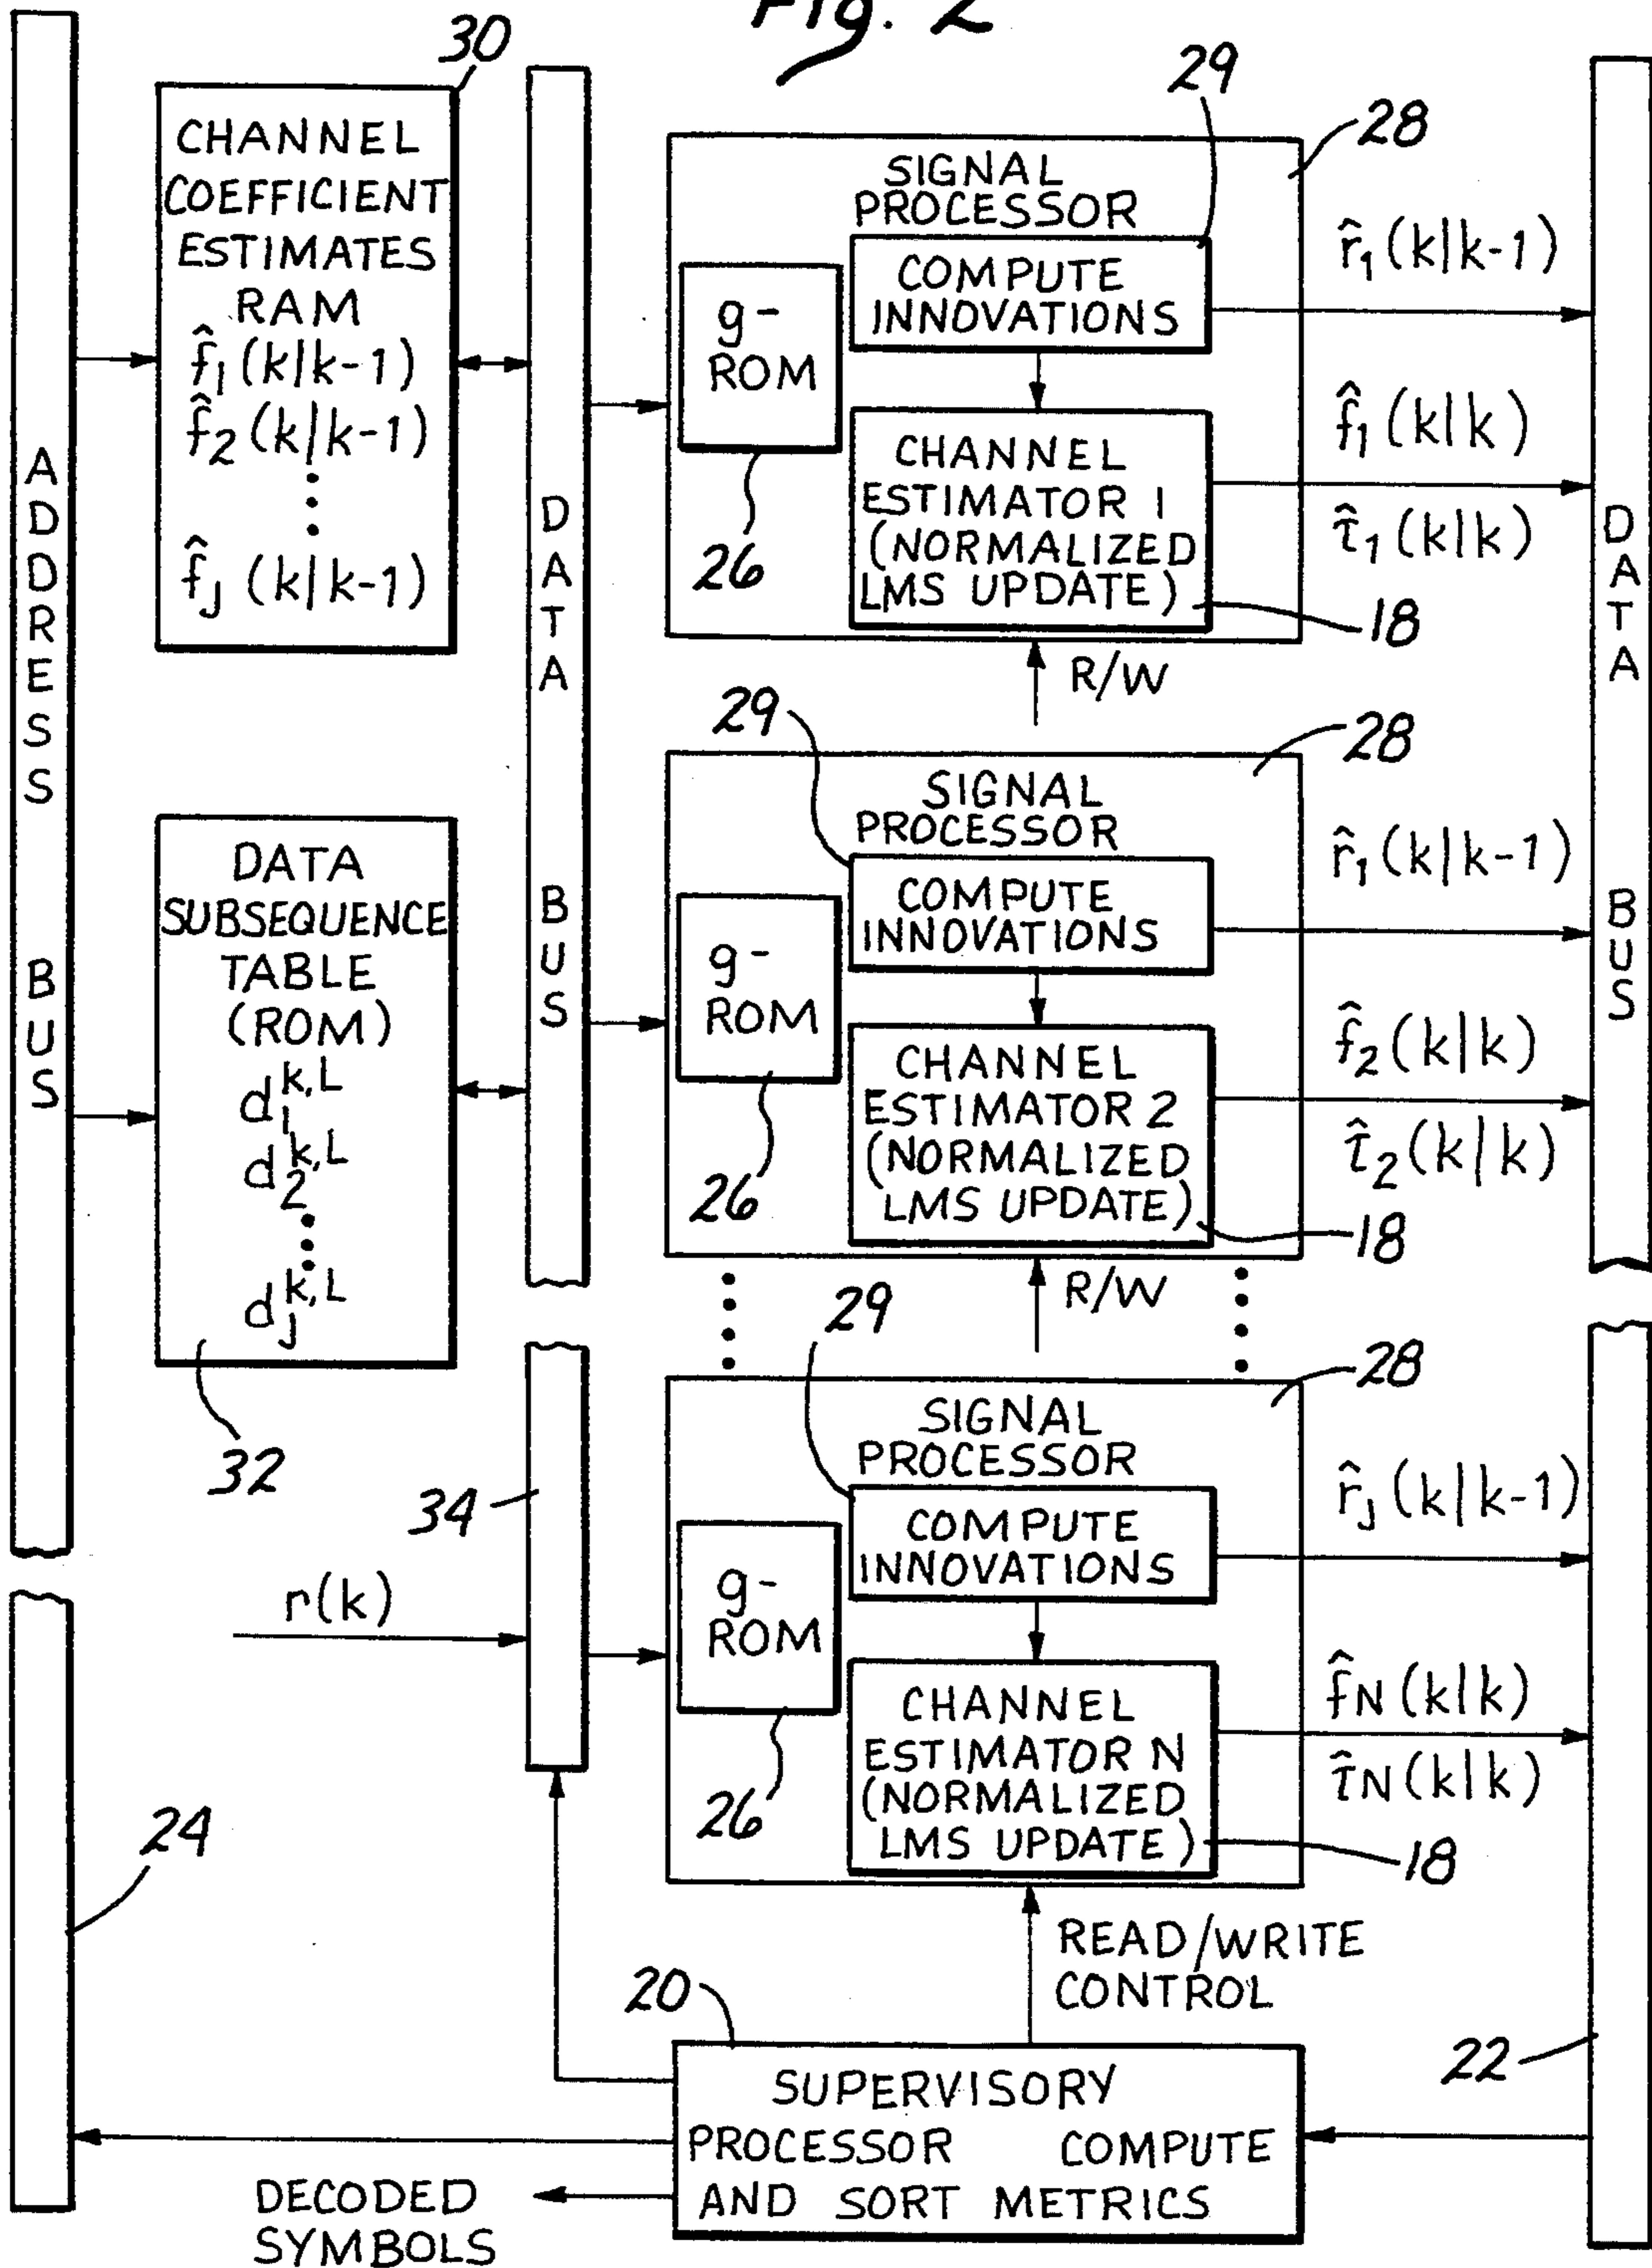 Fig. 2
ADDRESS BUS
30
CHANNEL
COEFFICIENT
ESTIMATES
RAM
f̂₁(k|k-1)
f̂₂(k|k-1)
f̂J(k|k-1)
DATA
SUBSEQUENCE
TABLE
(ROM)
d₁^k,L
d₂^k,L
dJ^k,L
32
DATA BUS
34
r(k)
28
SIGNAL
PROCESSOR
29
COMPUTE
INNOVATIONS
g-
ROM
26
CHANNEL
ESTIMATOR 1
(NORMALIZED
LMS UPDATE)
18
r̂₁(k|k-1)
f̂₁(k|k)
τ̂₁(k|k)
R/W
28
SIGNAL
PROCESSOR
29
COMPUTE
INNOVATIONS
g-
ROM
26
CHANNEL
ESTIMATOR 2
(NORMALIZED
LMS UPDATE)
18
r̂₁(k|k-1)
f̂₂(k|k)
τ̂₂(k|k)
R/W
28
SIGNAL
PROCESSOR
29
COMPUTE
INNOVATIONS
g-
ROM
26
CHANNEL
ESTIMATOR N
(NORMALIZED
LMS UPDATE)
18
r̂J(k|k-1)
f̂N(k|k)
τ̂N(k|k)
DATA BUS
22
24
READ/WRITE
CONTROL
20
SUPERVISORY
PROCESSOR COMPUTE
AND SORT METRICS
DECODED
SYMBOLS